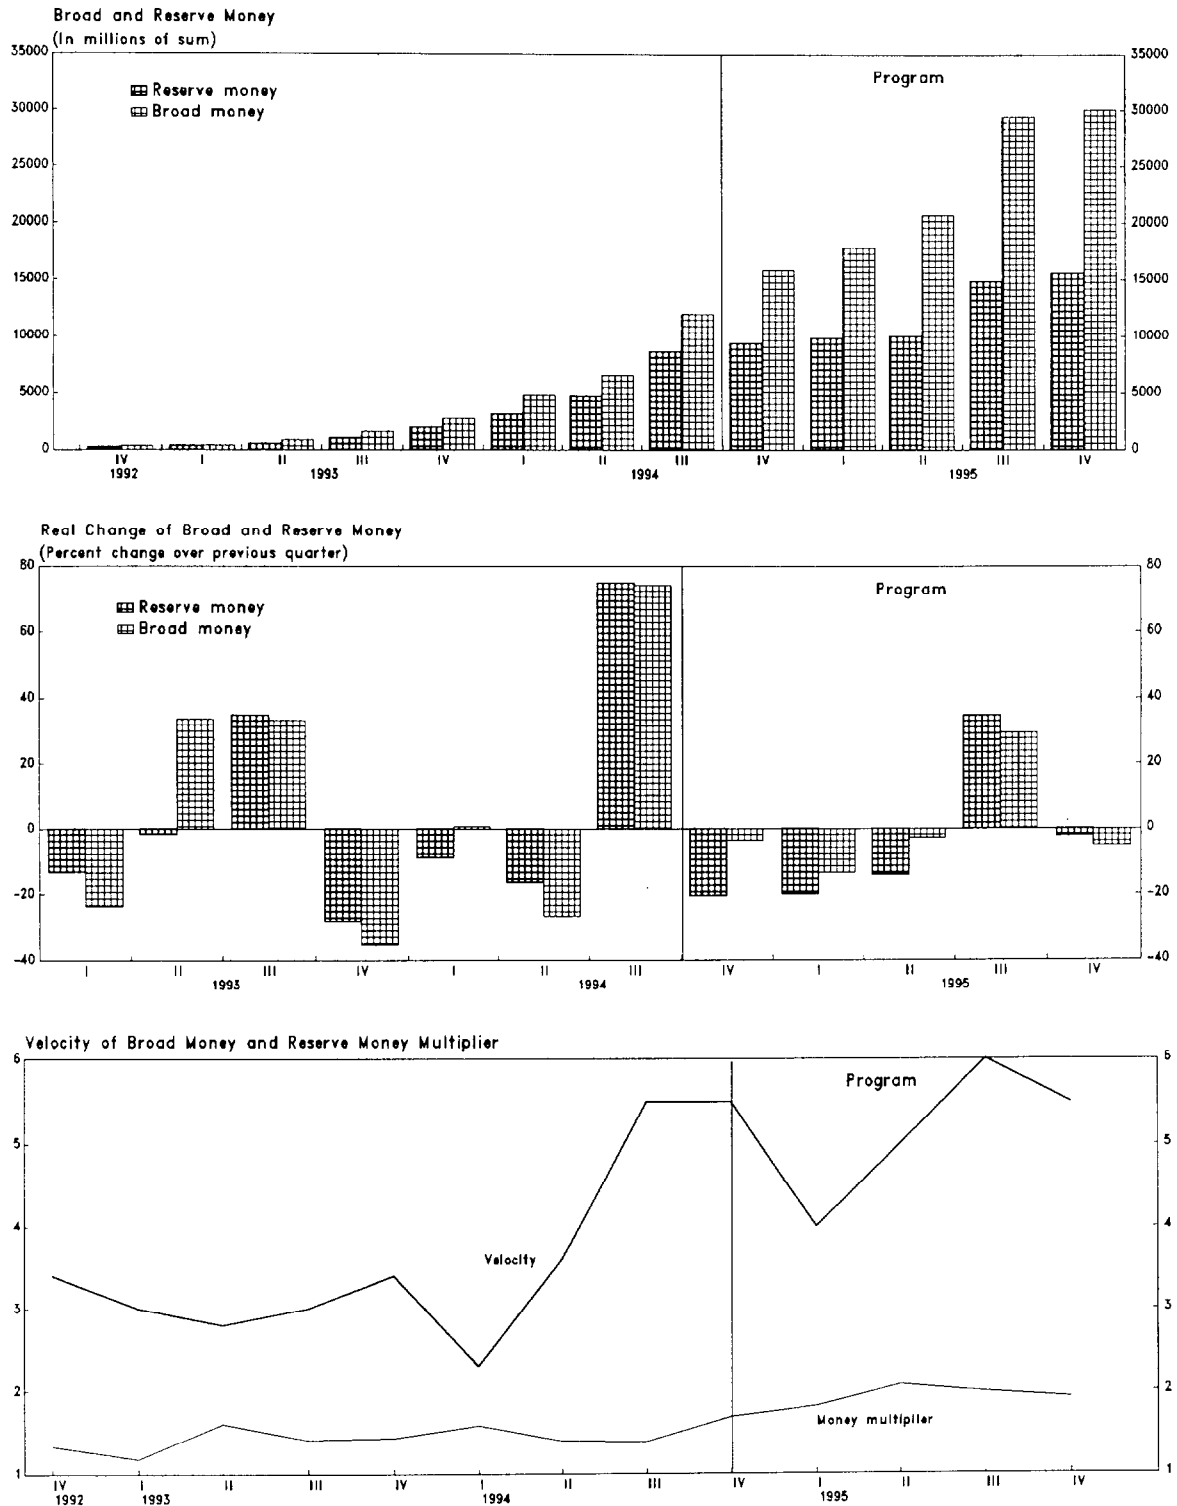 Broad and Reserve Money
(In millions of sum)
35000 35000
Program
Reserve money
Broad money
30000 30000
25000 25000
20000 20000
15000 15000
10000 10000
5000 5000
0 0
IV I II III IV I II III IV I II III IV
1992 1993 1994 1995
Real Change of Broad and Reserve Money
(Percent change over previous quarter)
80 80
Program
Reserve money
Broad money
60 60
40 40
20 20
0 0
-20 -20
-40 -40
I II III IV I II III IV I II III IV
1993 1994 1995
Velocity of Broad Money and Reserve Money Multiplier
6 6
Program
5 5
4 4
Velocity
3 3
2 2
Money multiplier
1 1
IV I II III IV I II III IV I II III IV
1992 1993 1994 1995